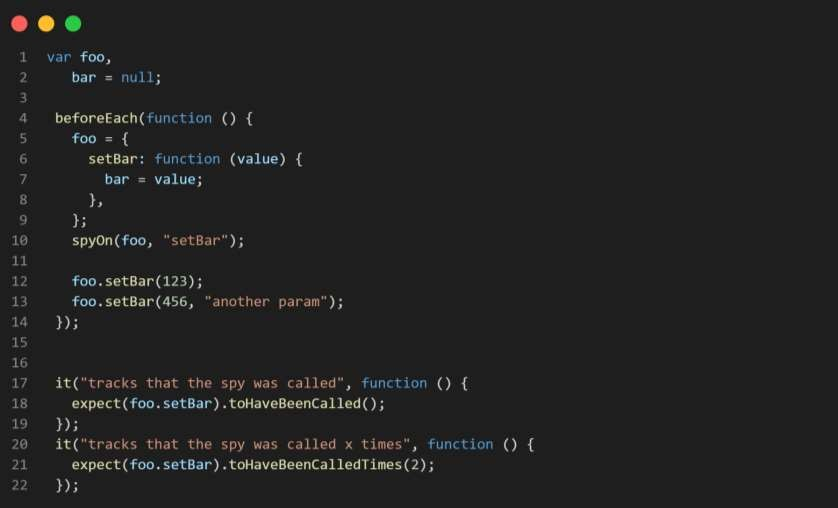 1 var foo,
2 bar = null;
3
4 beforeEach(function () {
5 foo = {
6 setBar: function (value) {
7 bar = value;
8 },
9 };
10 spyOn(foo, "setBar");
11
12 foo.setBar(123);
13 foo.setBar(456, "another param");
14 });
15
16
17 it("tracks that the spy was called", function () {
18 expect(foo.setBar).toHaveBeenCalled();
19 });
20 it("tracks that the spy was called x times", function () {
21 expect(foo.setBar).toHaveBeenCalledTimes(2);
22 });